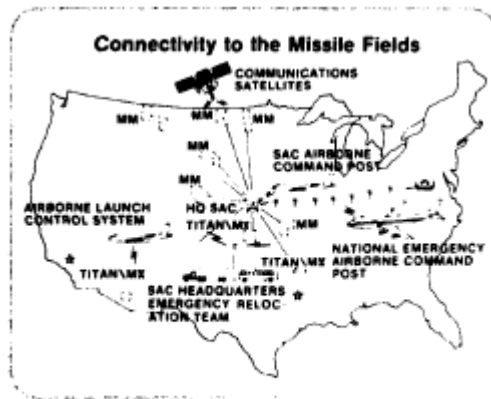 Connectivity to the Missile Fields
COMMUNICATIONS
SATELLITES
MM
MM
MM
MM
SAC AIRBORNE
COMMAND POST
MM
AIRBORNE LAUNCH
CONTROL SYSTEM
HQ SAC
TITAN\MX
MM
NATIONAL EMERGENCY
AIRBORNE COMMAND
POST
TITAN\MX
TITAN\MX
SAC HEADQUARTERS
EMERGENCY RELOC-
ATION TEAM